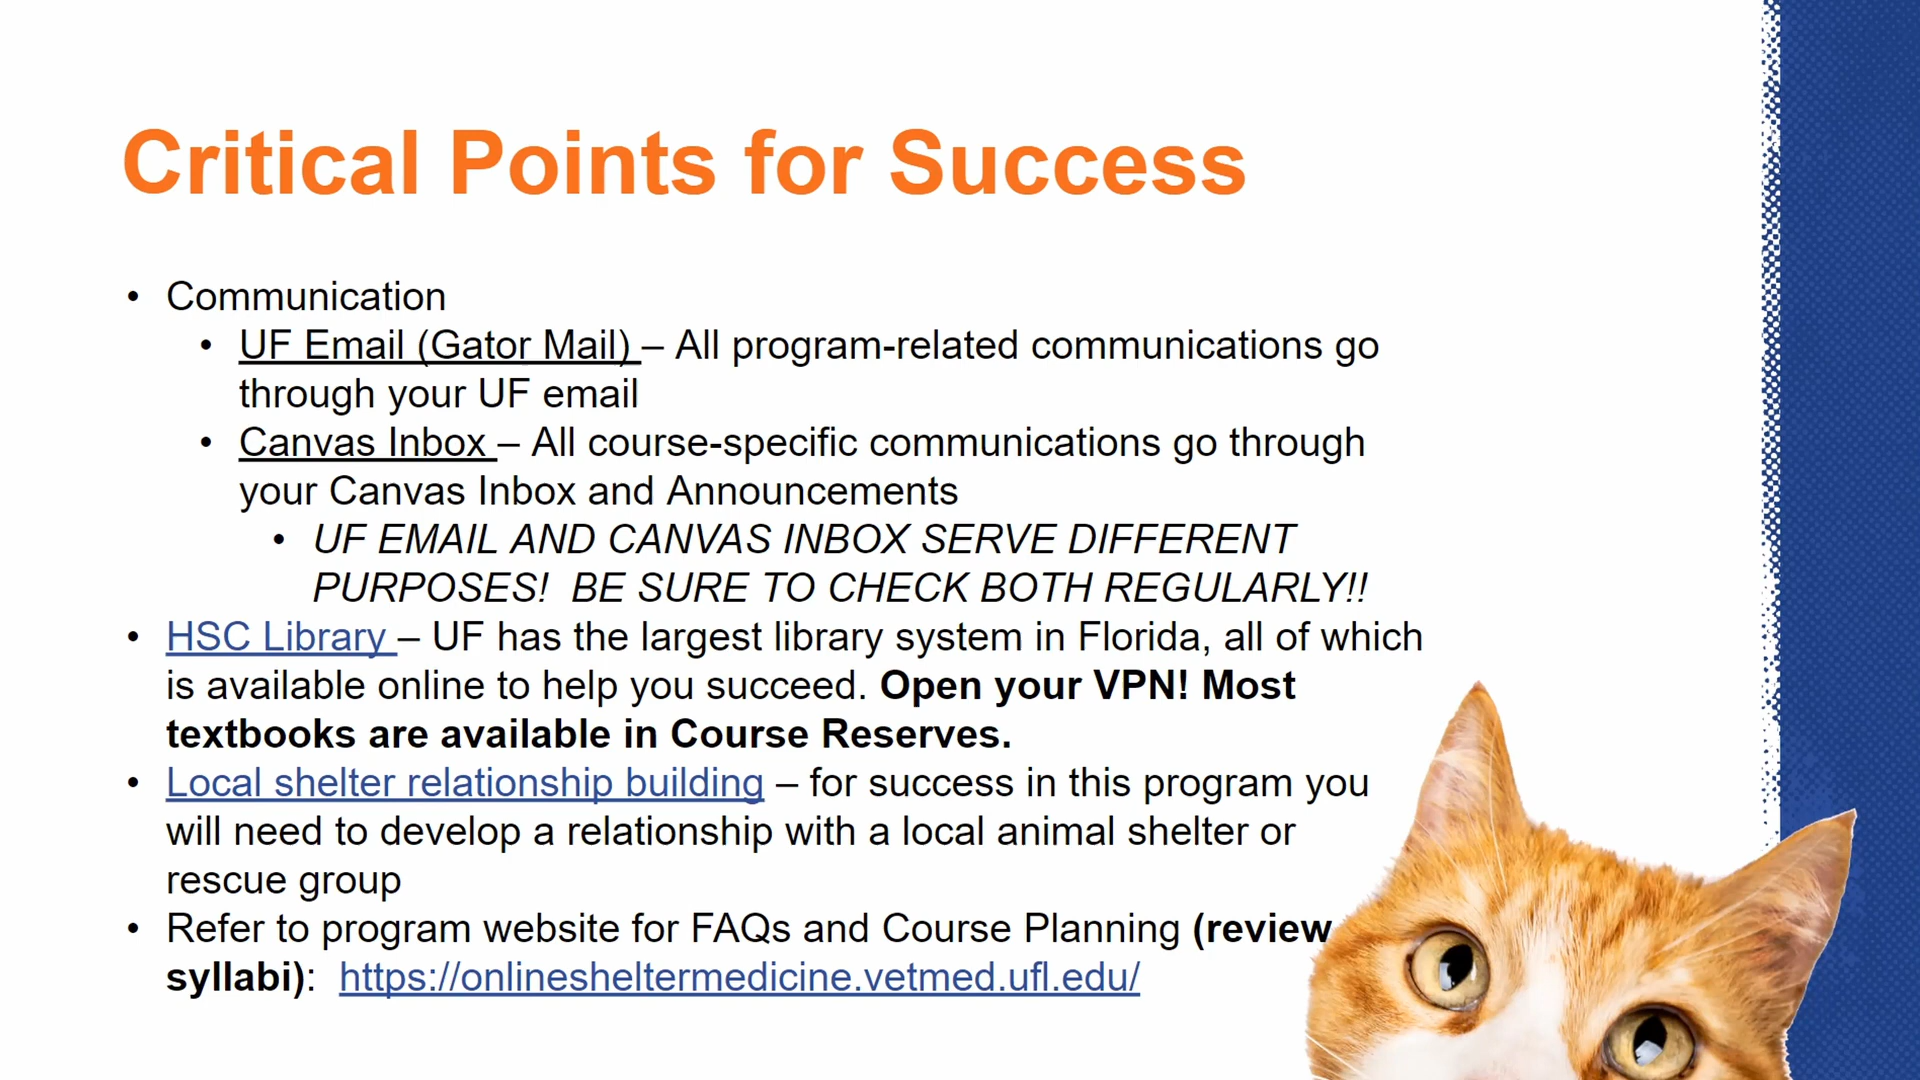 Critical Points for Success
• Communication
• UF Email (Gator Mail) – All program-related communications go
through your UF email
• Canvas Inbox – All course-specific communications go through
your Canvas Inbox and Announcements
• UF EMAIL AND CANVAS INBOX SERVE DIFFERENT
PURPOSES!  BE SURE TO CHECK BOTH REGULARLY!!
• HSC Library – UF has the largest library system in Florida, all of which
is available online to help you succeed. Open your VPN! Most
textbooks are available in Course Reserves.
• Local shelter relationship building – for success in this program you
will need to develop a relationship with a local animal shelter or
rescue group
• Refer to program website for FAQs and Course Planning (review
syllabi):  https://onlinesheltermedicine.vetmed.ufl.edu/